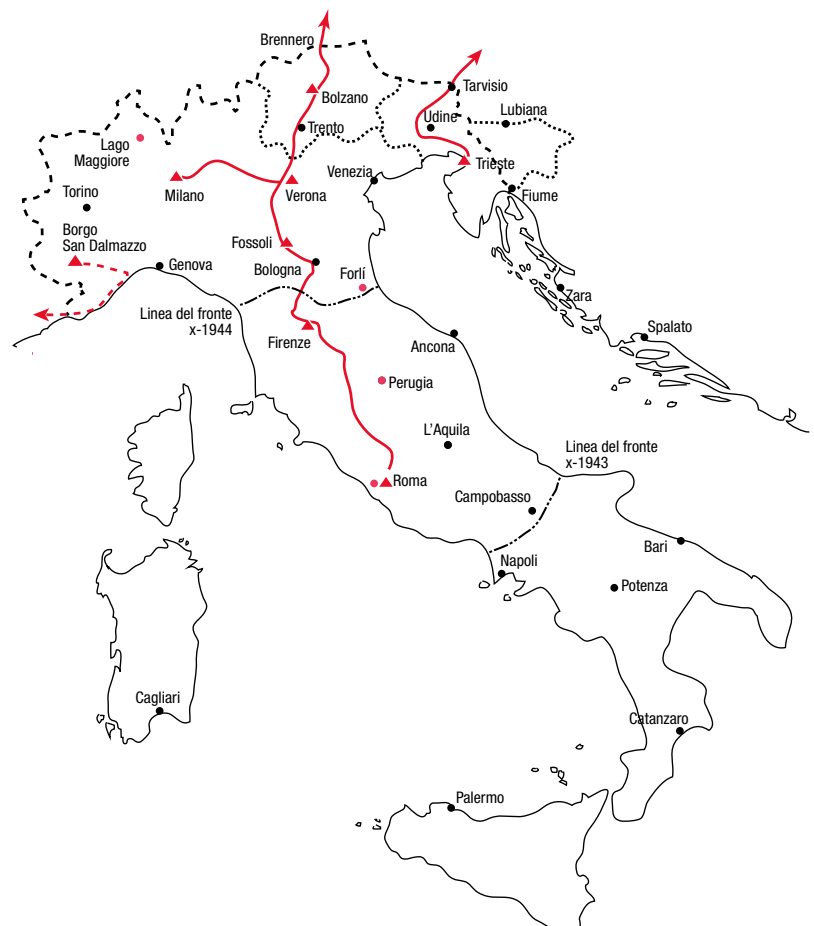 Brennero
Bolzano
Tarvisio
Trento
Udine
Lubiana
Lago
Maggiore
Trieste
Venezia
Milano
Verona
Torino
Fiume
Borgo
San Dalmazzo
Fossoli
Genova
Bologna
Forlí
Zara
Linea del fronte
x-1944
Firenze
Ancona
Spalato
Perugia
L'Aquila
Linea del fronte
x-1943
Roma
Campobasso
Bari
Napoli
Potenza
Cagliari
Catanzaro
Palermo